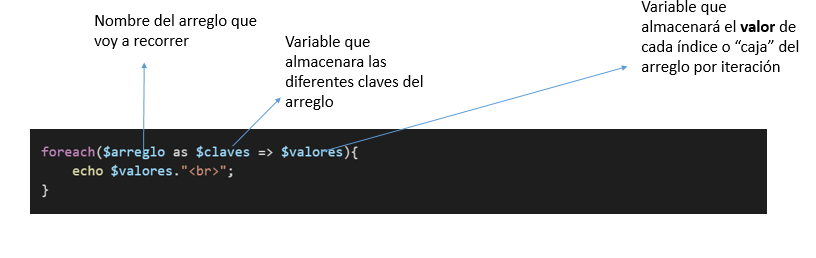 Nombre del arreglo que
voy a recorrer
Variable que
almacenara las
diferentes claves del
arreglo
Variable que
almacenará el valor de
cada índice o “caja” del
arreglo por iteración
foreach($arreglo as $claves => $valores){
    echo $valores."<br>";
}